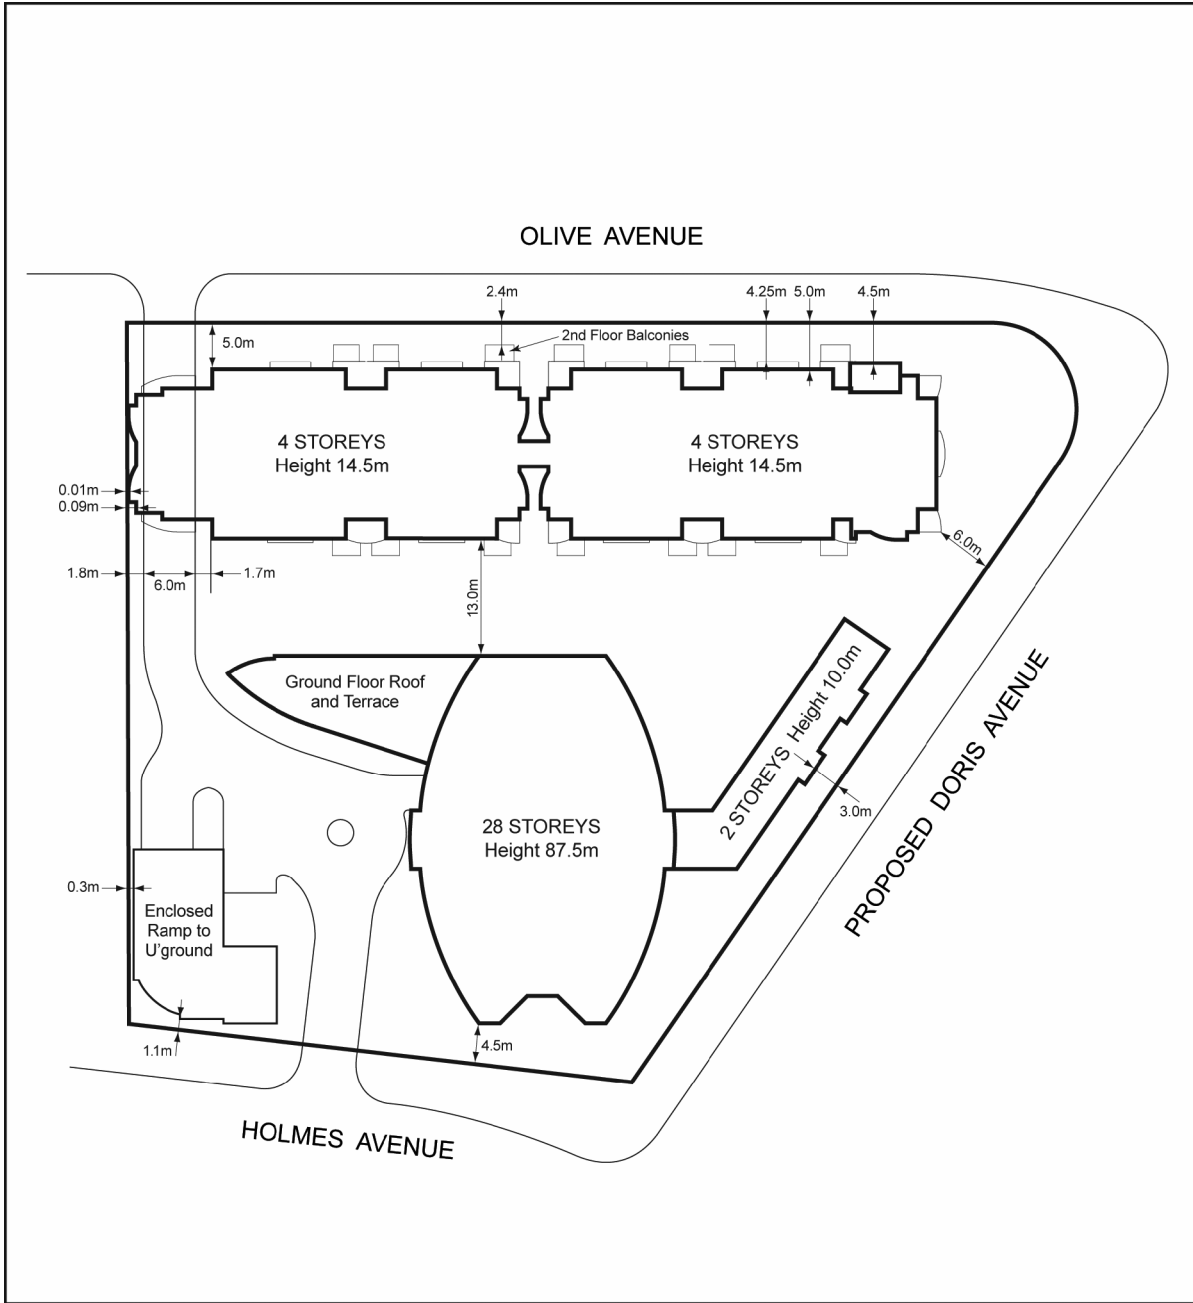 OLIVE AVENUE
2.4m
4.25m
5.0m
4.5m
5.0m
2nd Floor Balconies
4 STOREYS
Height 14.5m
4 STOREYS
Height 14.5m
0.01m
0.09m
6.0m
1.8m
6.0m
1.7m
13.0m
Ground Floor Roof
and Terrace
2 STOREYS Height 10.0m
3.0m
PROPOSED DORIS AVENUE
28 STOREYS
Height 87.5m
0.3m
Enclosed
Ramp to
U'ground
1.1m
4.5m
HOLMES AVENUE